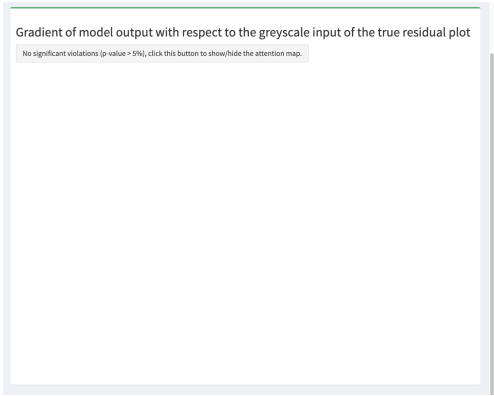 Gradient of model output with respect to the greyscale input of the true residual plot
No significant violations (p-value > 5%), click this button to show/hide the attention map.